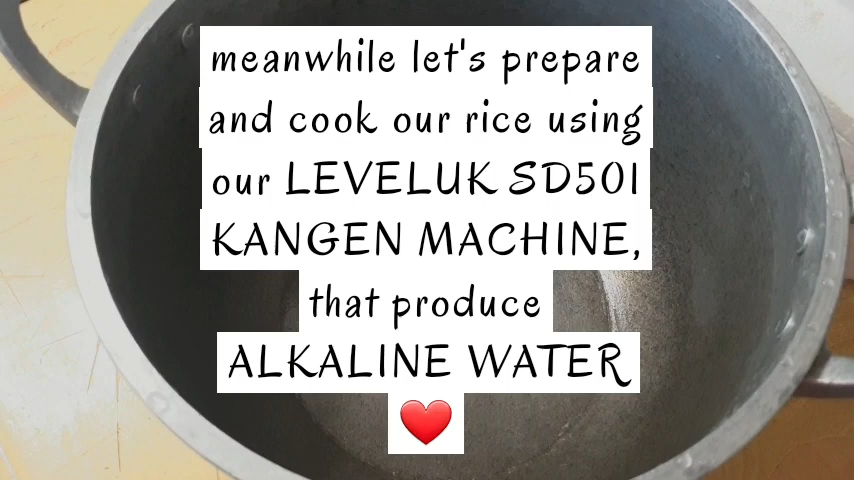 meanwhile let's prepare
and cook our rice using
our LEVELUK SD501
KANGEN MACHINE,
that produce
ALKALINE WATER
❤️